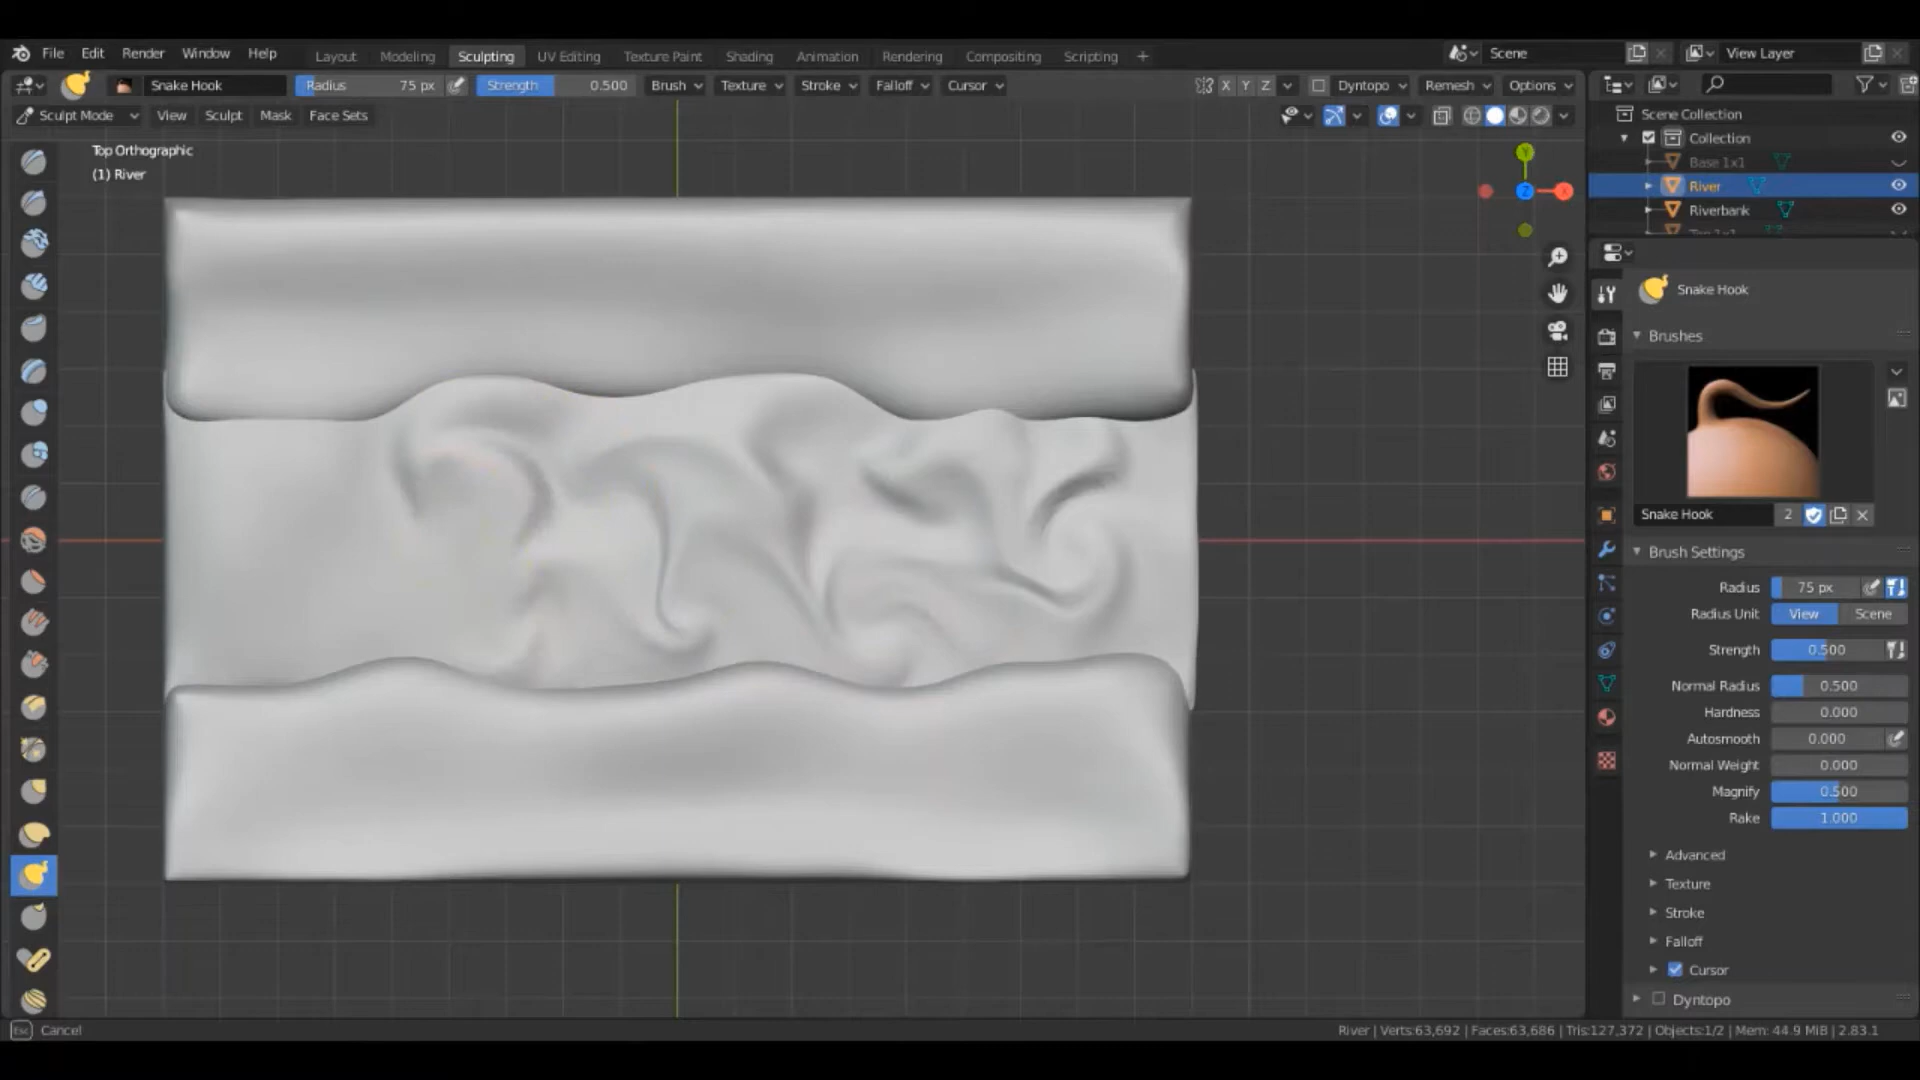 File Edit Render Window Help Layout Modeling Sculpting UV Editing Texture Paint Shading Animation Rendering Compositing Scripting + Scene View Layer
Snake Hook Radius 75 px Strength 0.500 Brush Texture Stroke Falloff Cursor X Y Z Dyntopo Remesh Options
Sculpt Mode View Sculpt Mask Face Sets
Top Orthographic
(1) River
Y
X
Z
Scene Collection
Collection
Base 1x1
River
Riverbank
Snake Hook
Brushes
Snake Hook 2
Brush Settings
Radius 75 px
Radius Unit View Scene
Strength 0.500
Normal Radius 0.500
Hardness 0.000
Autosmooth 0.000
Normal Weight 0.000
Magnify 0.500
Rake 1.000
Advanced
Texture
Stroke
Falloff
Cursor
Dyntopo
Esc Cancel
River | Verts:63,692 | Faces:63,686 | Tris:127,372 | Objects:1/2 | Mem: 44.9 MiB | 2.83.1